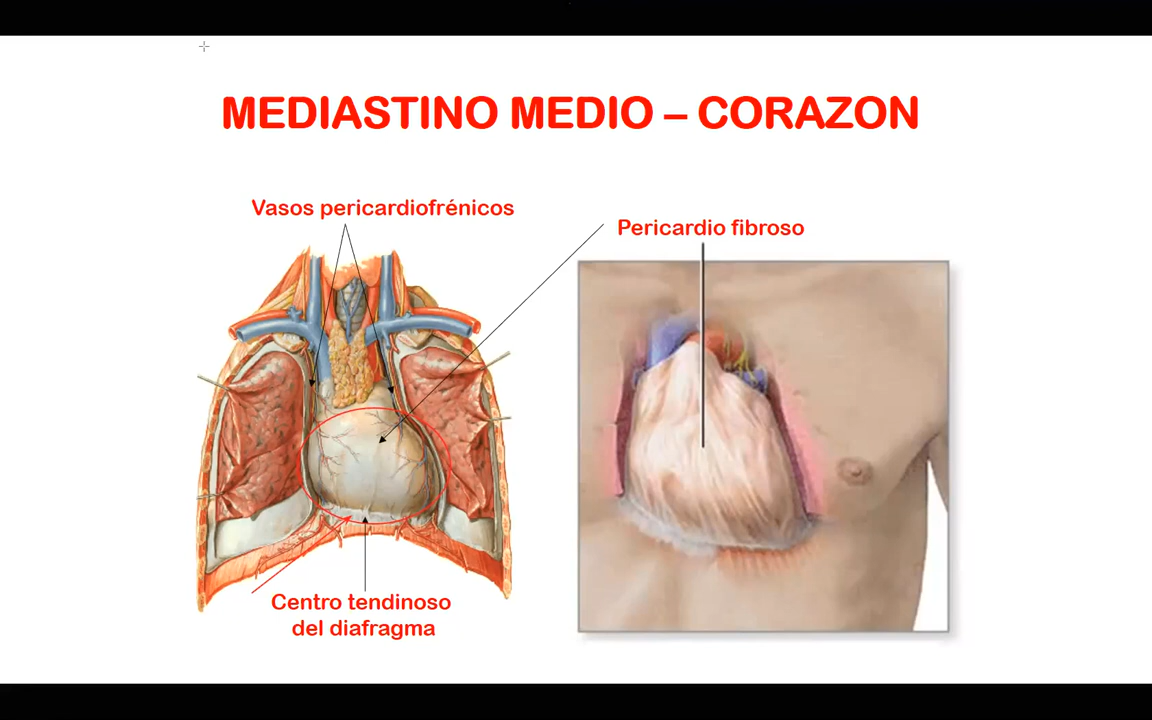 MEDIASTINO MEDIO – CORAZON
Vasos pericardiofrénicos
Pericardio fibroso
Centro tendinoso
del diafragma